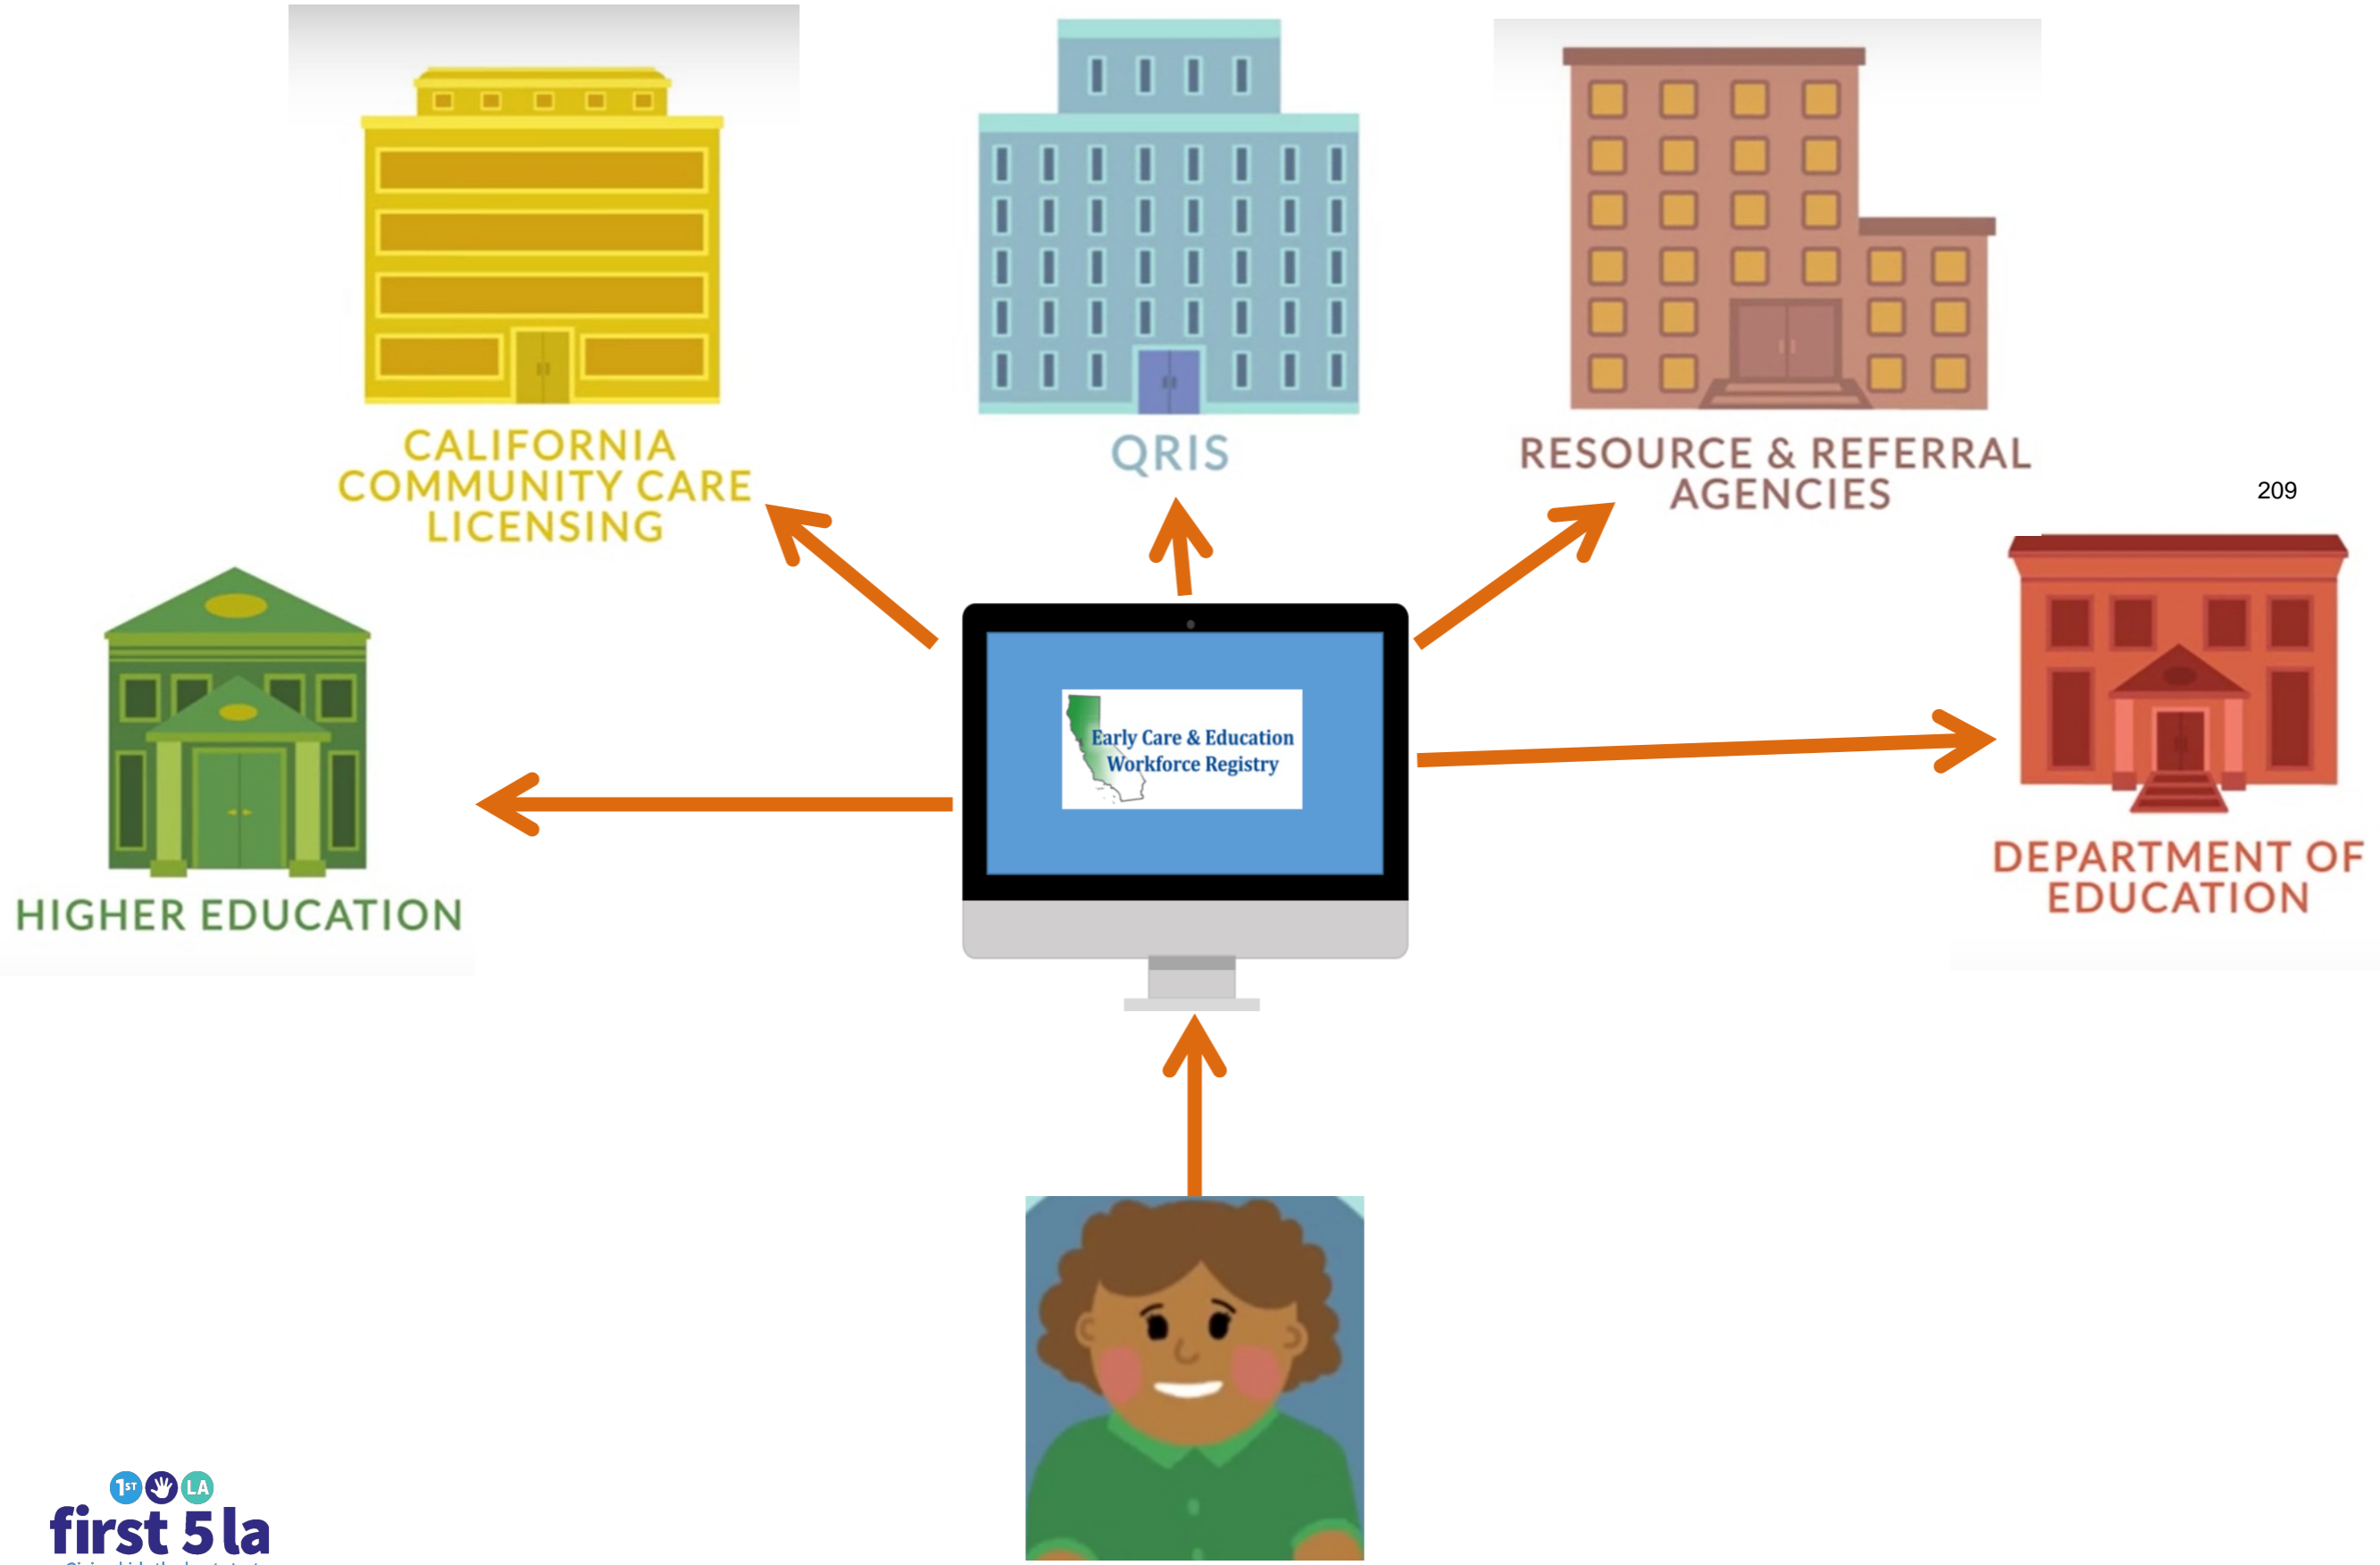 CALIFORNIA
COMMUNITY CARE
LICENSING
QRIS
RESOURCE & REFERRAL
AGENCIES
209
HIGHER EDUCATION
Early Care & Education
Workforce Registry
DEPARTMENT OF
EDUCATION
1ST LA
first 5 la